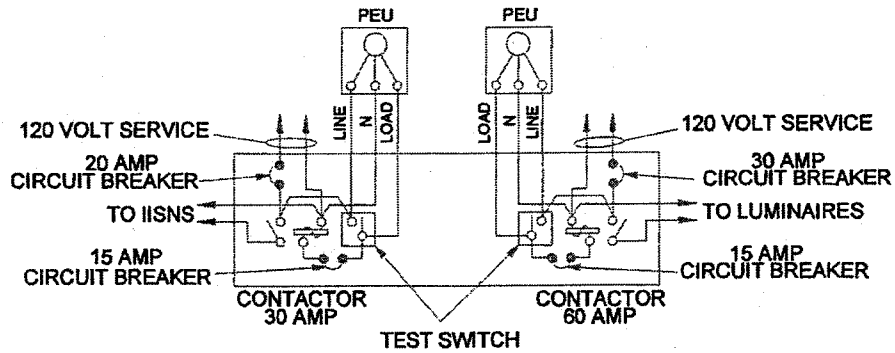 PEU
PEU
LINE
N
LOAD
LOAD
N
LINE
120 VOLT SERVICE
120 VOLT SERVICE
20 AMP
CIRCUIT BREAKER
30 AMP
CIRCUIT BREAKER
TO IISNS
TO LUMINAIRES
15 AMP
CIRCUIT BREAKER
15 AMP
CIRCUIT BREAKER
CONTACTOR
30 AMP
CONTACTOR
60 AMP
TEST SWITCH